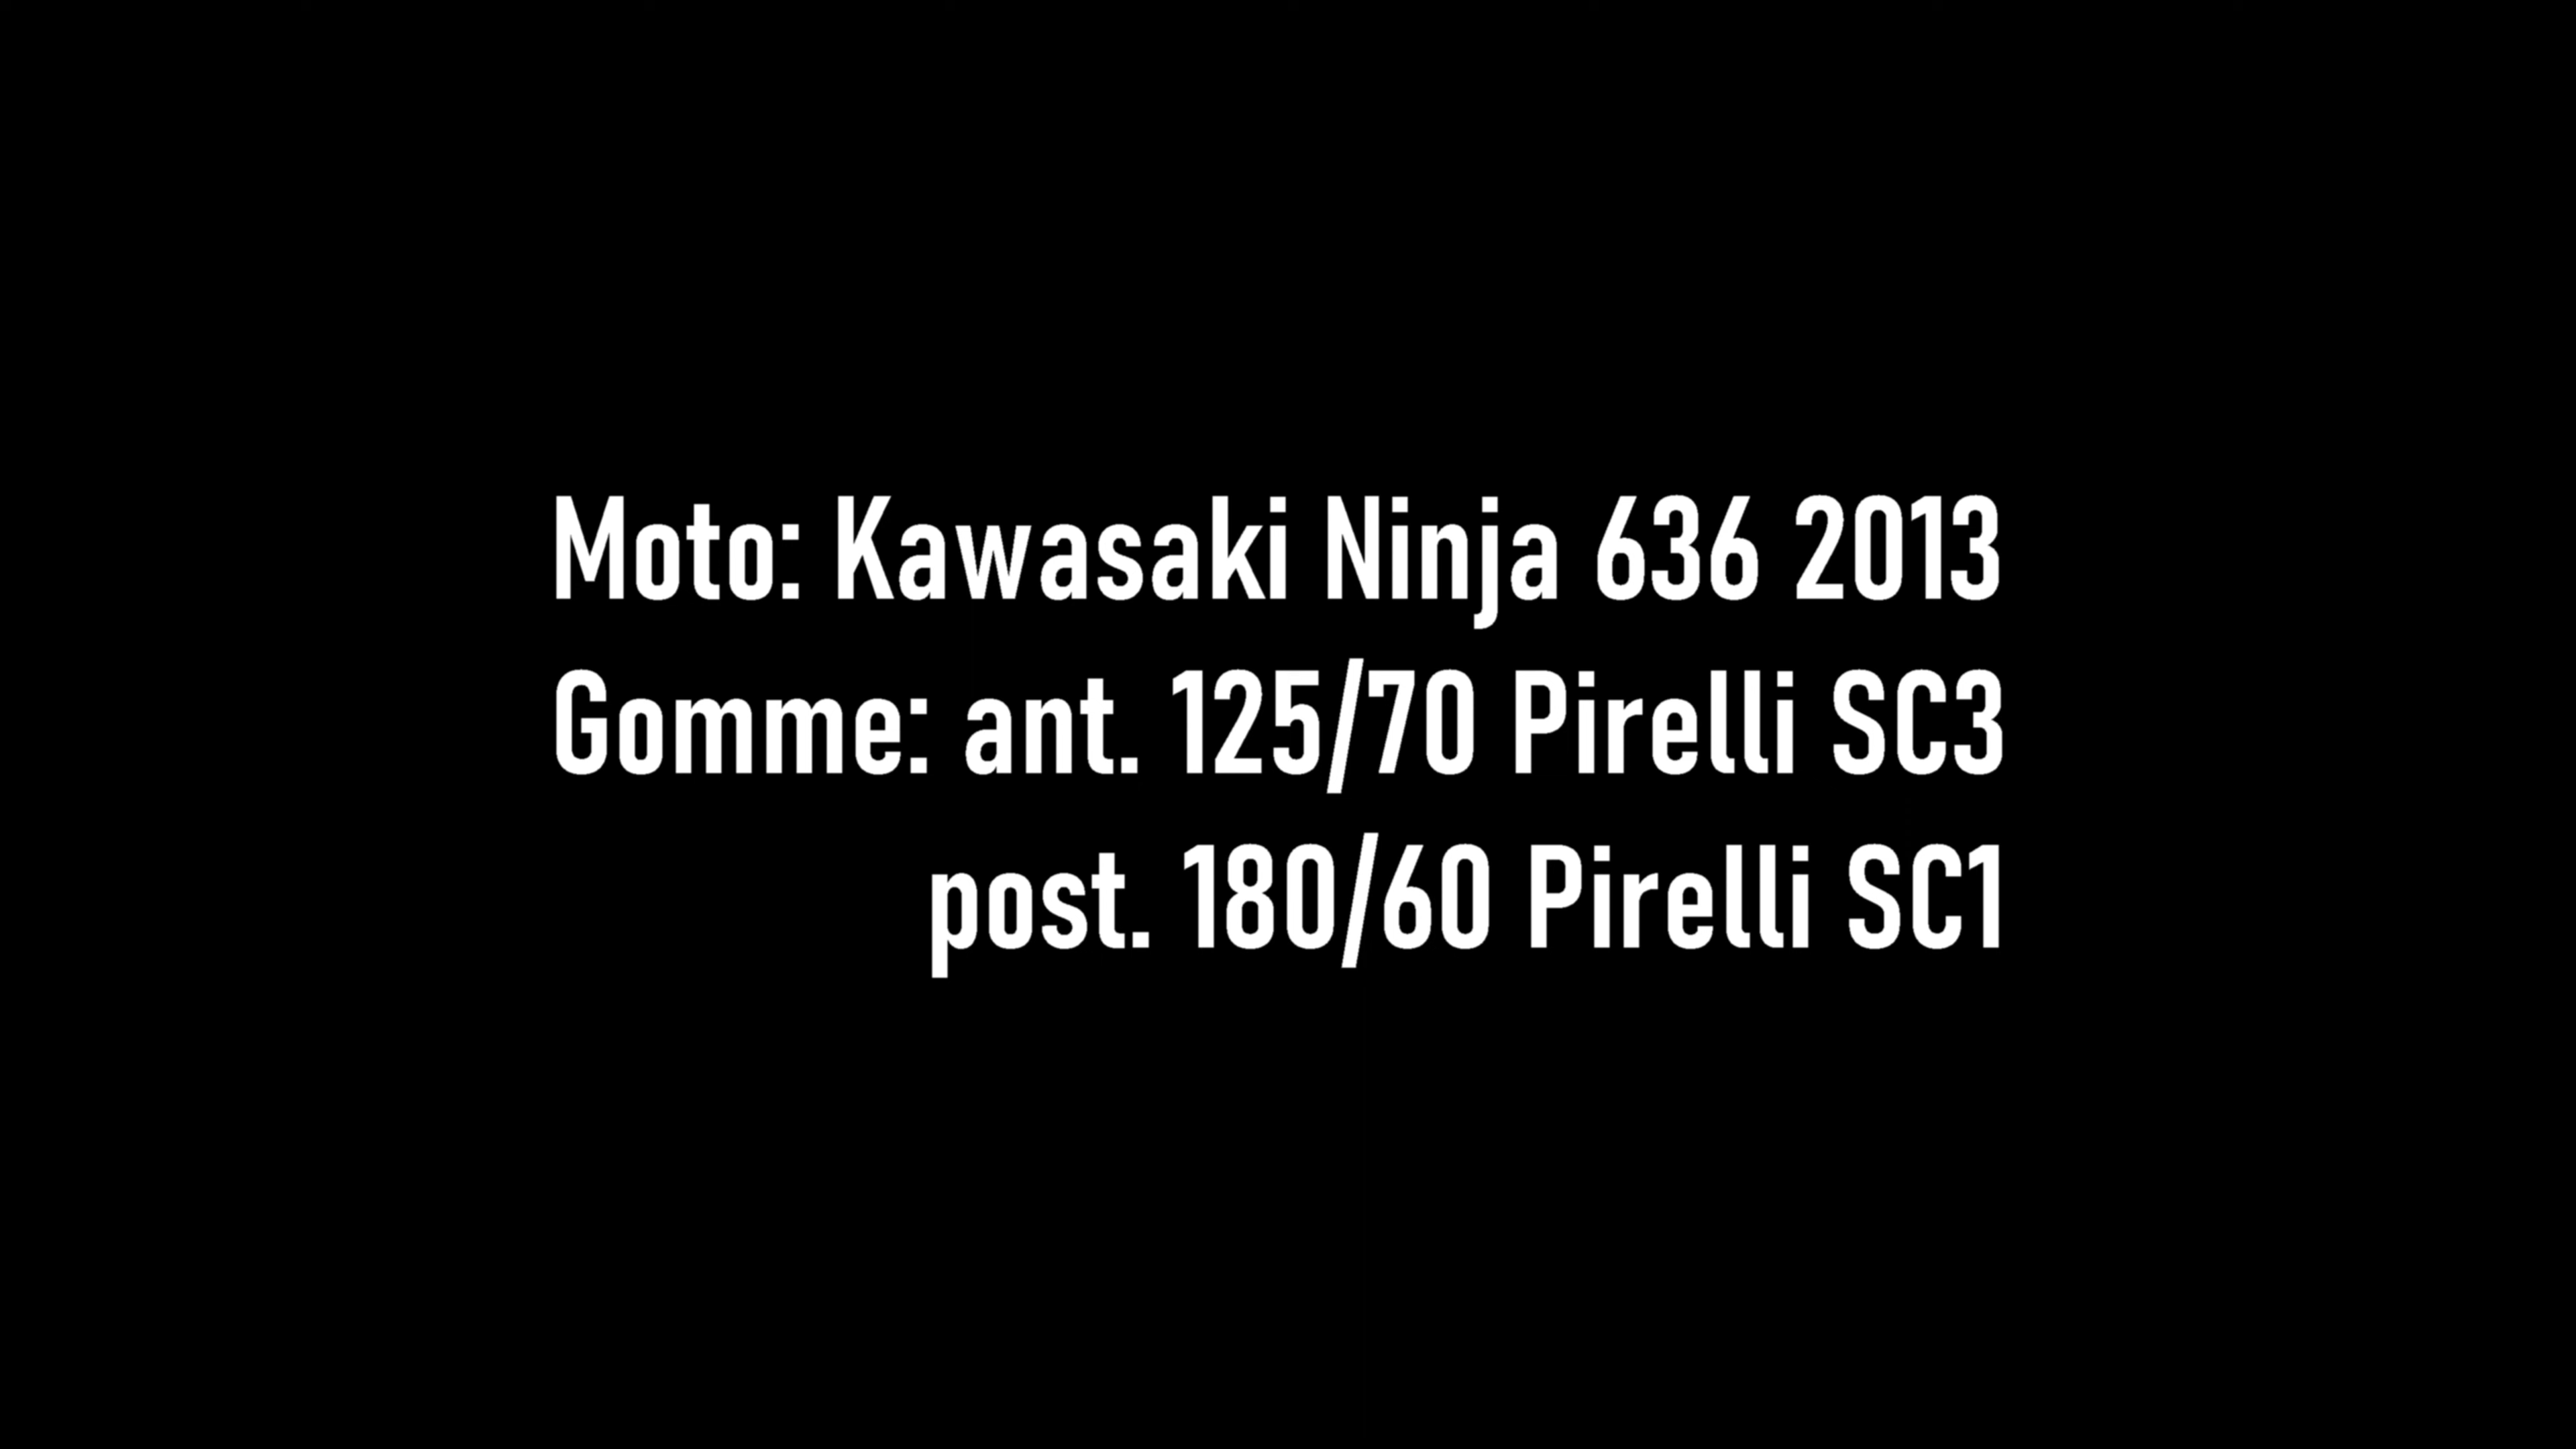 Moto: Kawasaki Ninja 636 2013
Gomme: ant. 125/70 Pirelli SC3
post. 180/60 Pirelli SC1